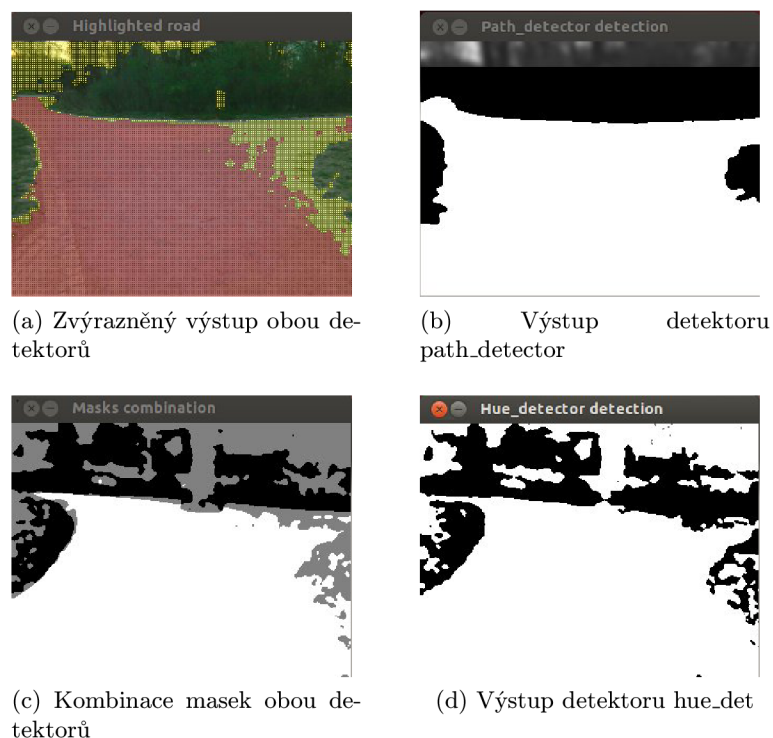 Highlighted road
Path_detector detection
(a) Zvýrazněný výstup obou de-
tektorů
(b) Výstup detektoru
path_detector
Masks combination
Hue_detector detection
(c) Kombinace masek obou de-
tektorů
(d) Výstup detektoru hue_det